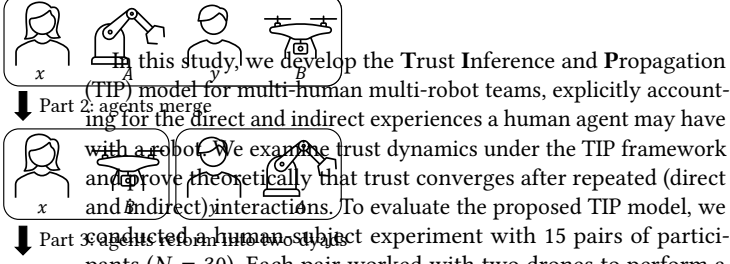 x A y B
In this study, we develop the Trust Inference and Propagation
(TIP) model for multi-human multi-robot teams, explicitly account-
Part 2: agents merge
ing for the direct and indirect experiences a human agent may have
with a robot. We examine trust dynamics under the TIP framework
and prove theoretically that trust converges after repeated (direct
x B y A
and indirect) interactions. To evaluate the proposed TIP model, we
Part 3: agents reform into two dyads
conducted a human-subject experiment with 15 pairs of partici-
pants (N = 30). Each pair worked with two drones to perform a